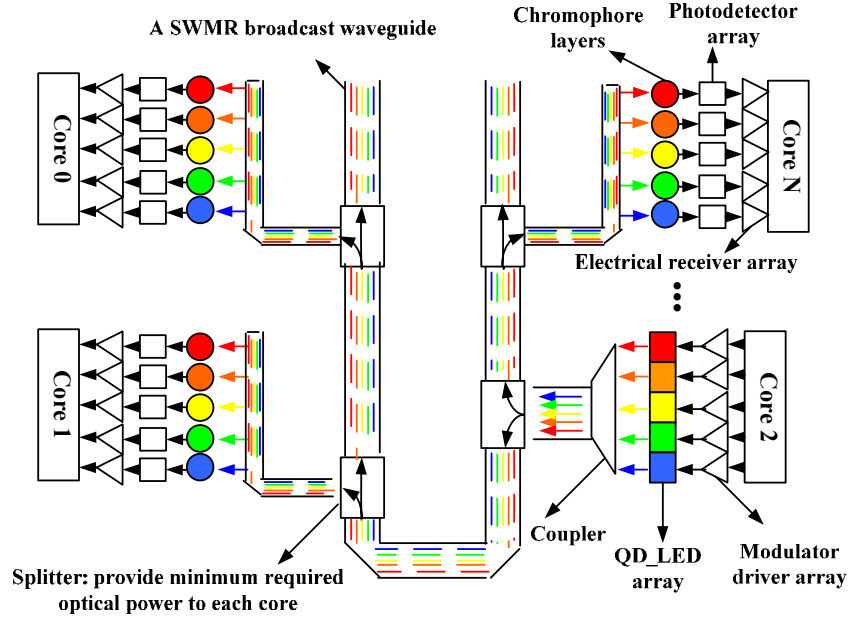 A SWMR broadcast waveguide
Chromophore
layers
Photodetector
array
Core 0
Core N
Electrical receiver array
Core 1
Core 2
Coupler
QD_LED
array
Modulator
driver array
Splitter: provide minimum required
optical power to each core